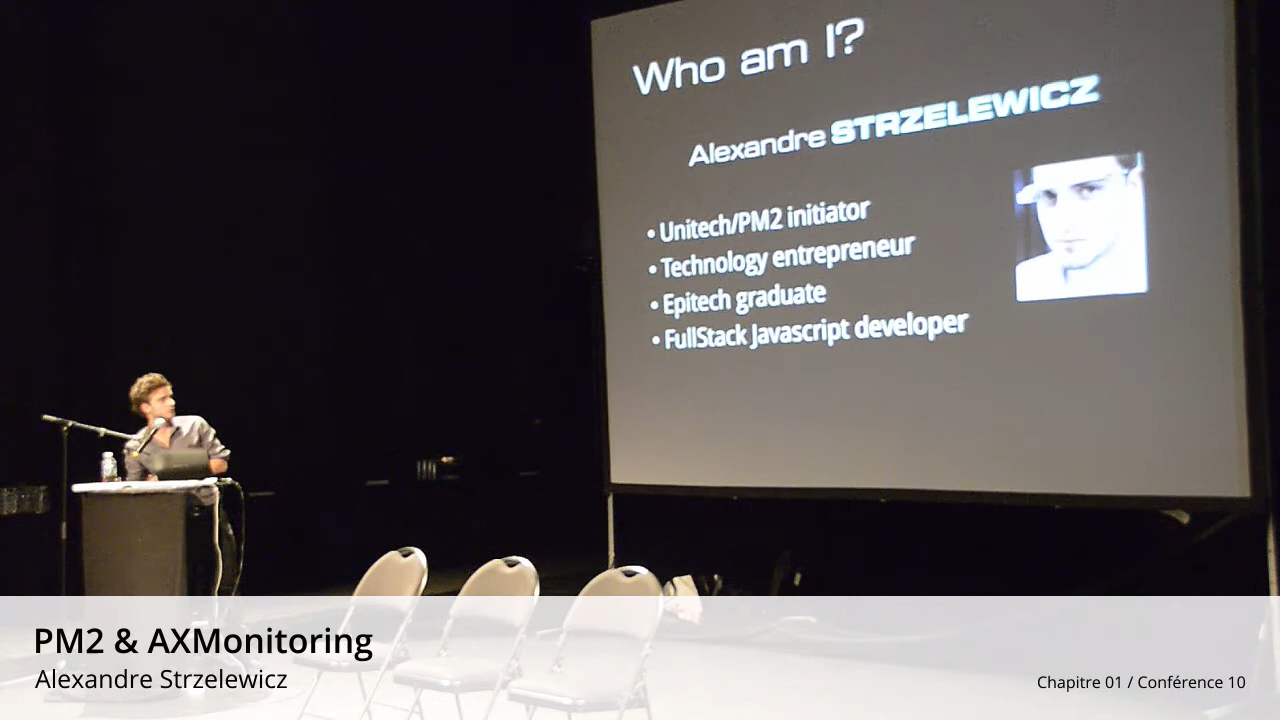 Who am I?
Alexandre STRZELEWICZ
• Unitech/PM2 initiator
• Technology entrepreneur
• Epitech graduate
• FullStack Javascript developer
PM2 & AXMonitoring
Alexandre Strzelewicz
Chapitre 01 / Conférence 10